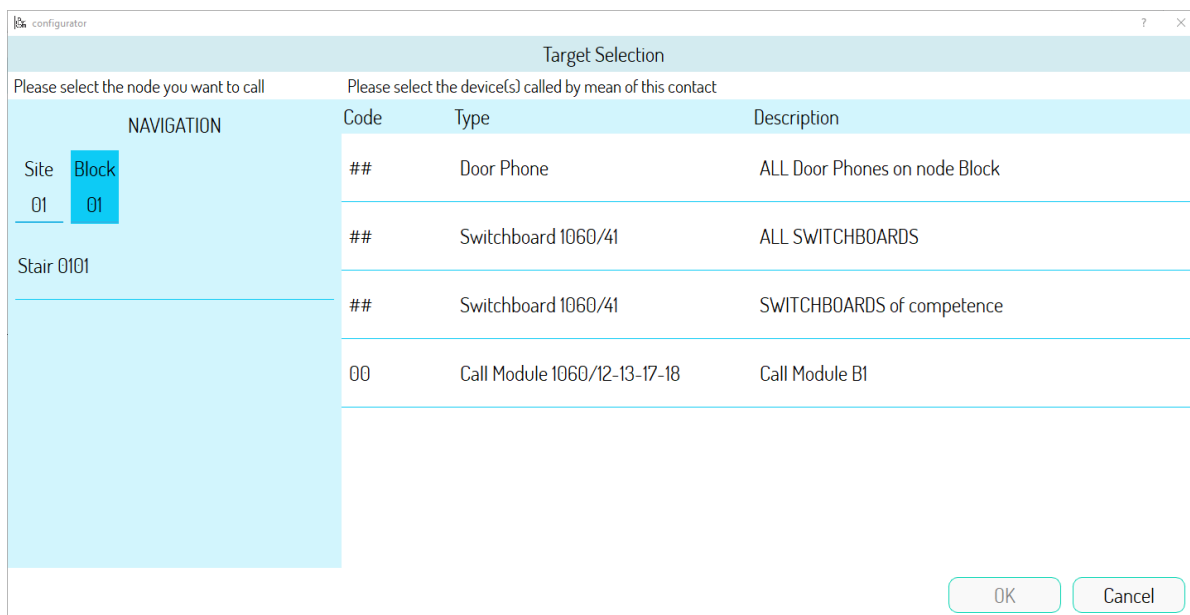 configurator
Target Selection
Please select the node you want to call
Please select the device(s) called by mean of this contact
NAVIGATION
Site Block
01 01
Stair 0101
Code Type Description
## Door Phone ALL Door Phones on node Block
## Switchboard 1060/41 ALL SWITCHBOARDS
## Switchboard 1060/41 SWITCHBOARDS of competence
00 Call Module 1060/12-13-17-18 Call Module B1
OK Cancel